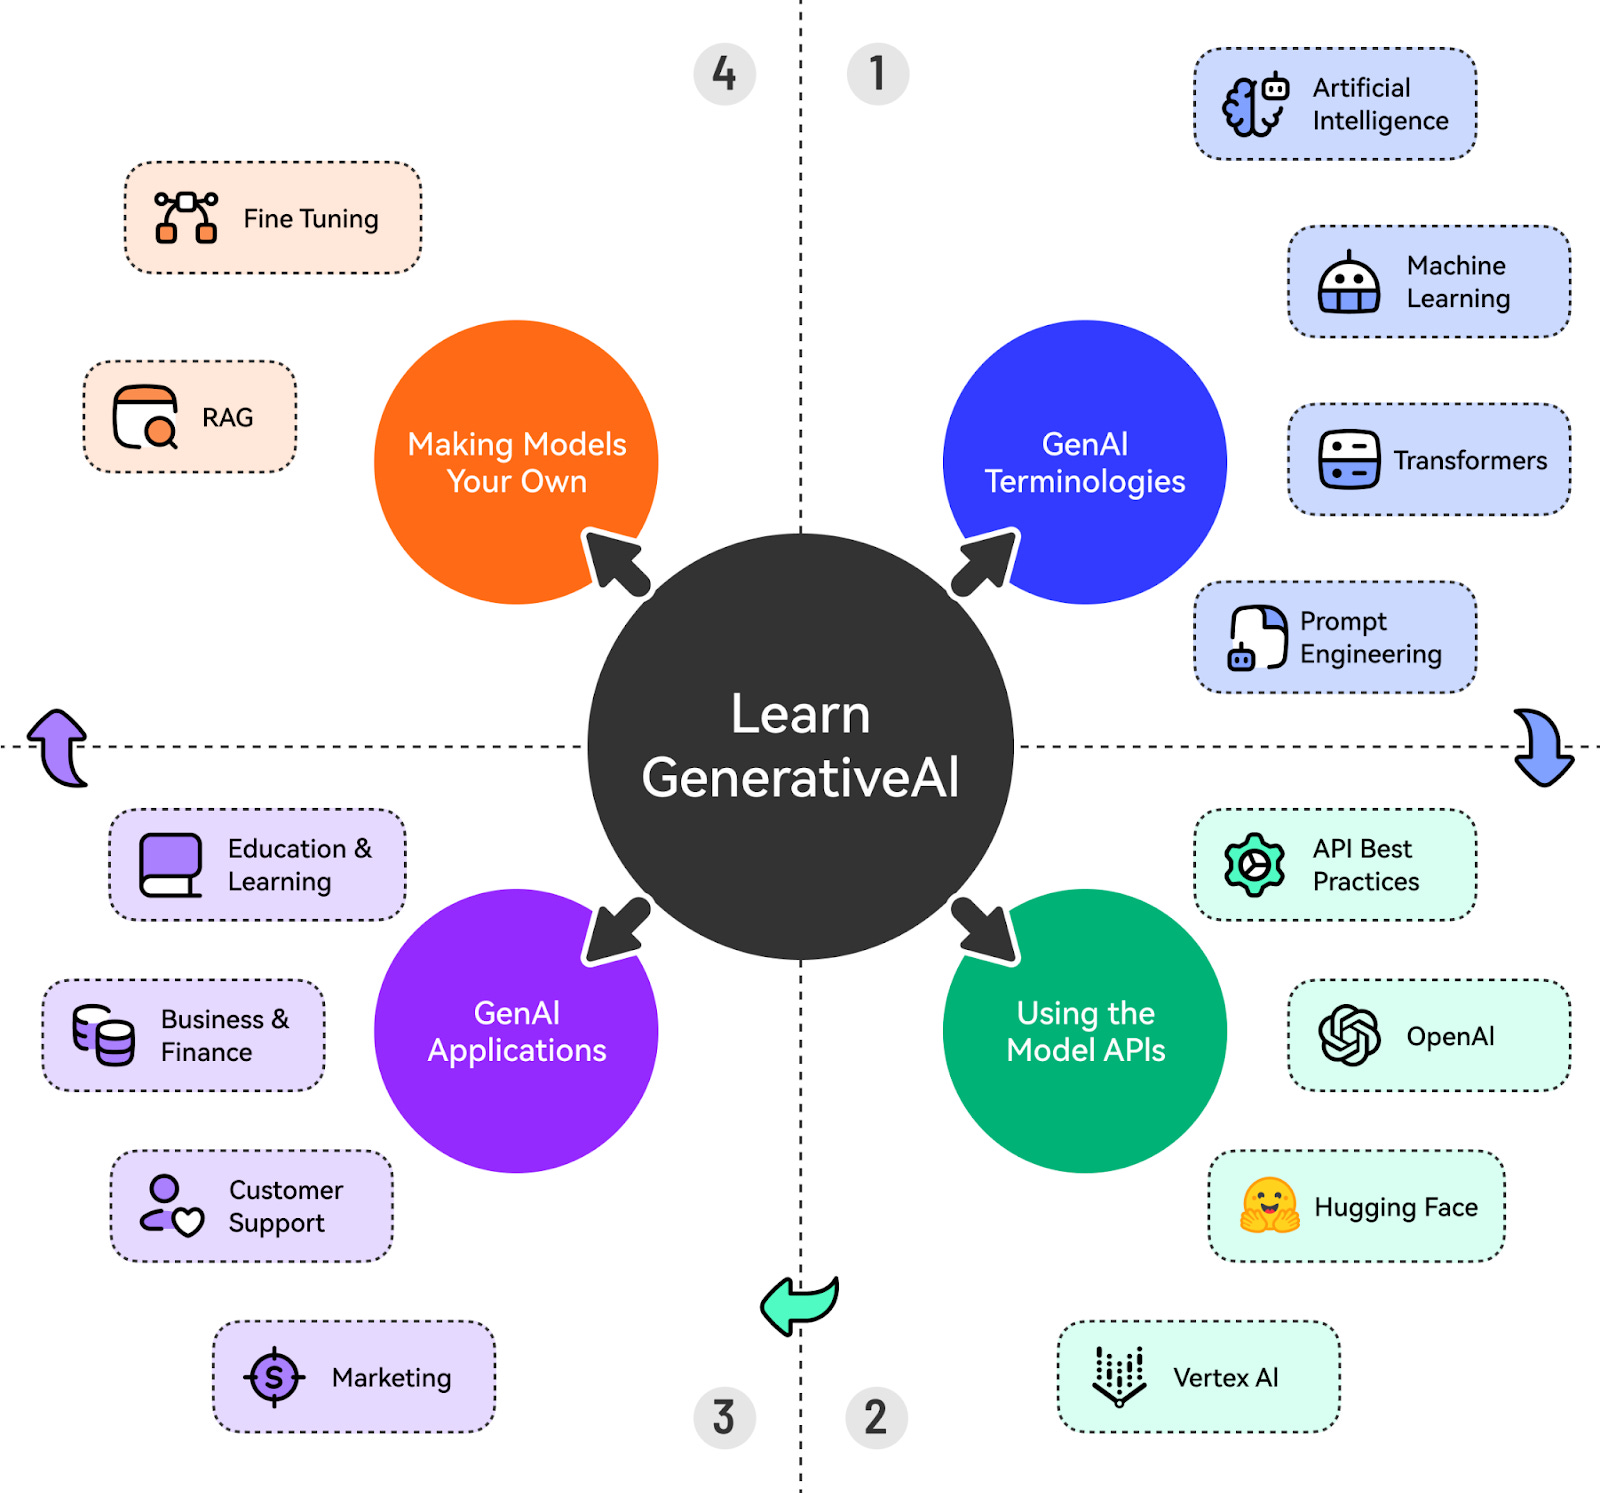 4
1
Artificial
Intelligence
Machine
Learning
Transformers
Prompt
Engineering
GenAI
Terminologies
Fine Tuning
RAG
Making Models
Your Own
Learn
GenerativeAI
API Best
Practices
OpenAI
Hugging Face
Vertex AI
Using the
Model APIs
2
Education &
Learning
Business &
Finance
Customer
Support
Marketing
GenAI
Applications
3